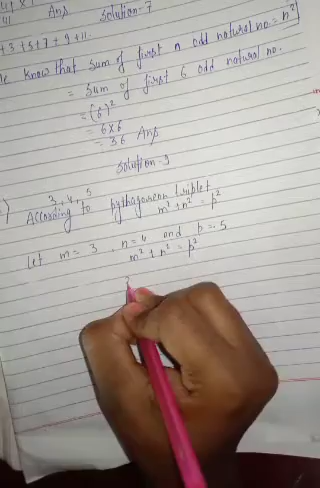 Ans Solution-7
+3+5+7+9+11.
We know that sum of first n odd natural no. = n²
= Sum of first 6 odd natural no.
= (6)²
= 6×6
= 36 Ans
Solution-9
3, 4, 5
According to pythagorean triplet
m² + n² = p²
Let m = 3, n = 4 and p = 5
m² + n² = p²